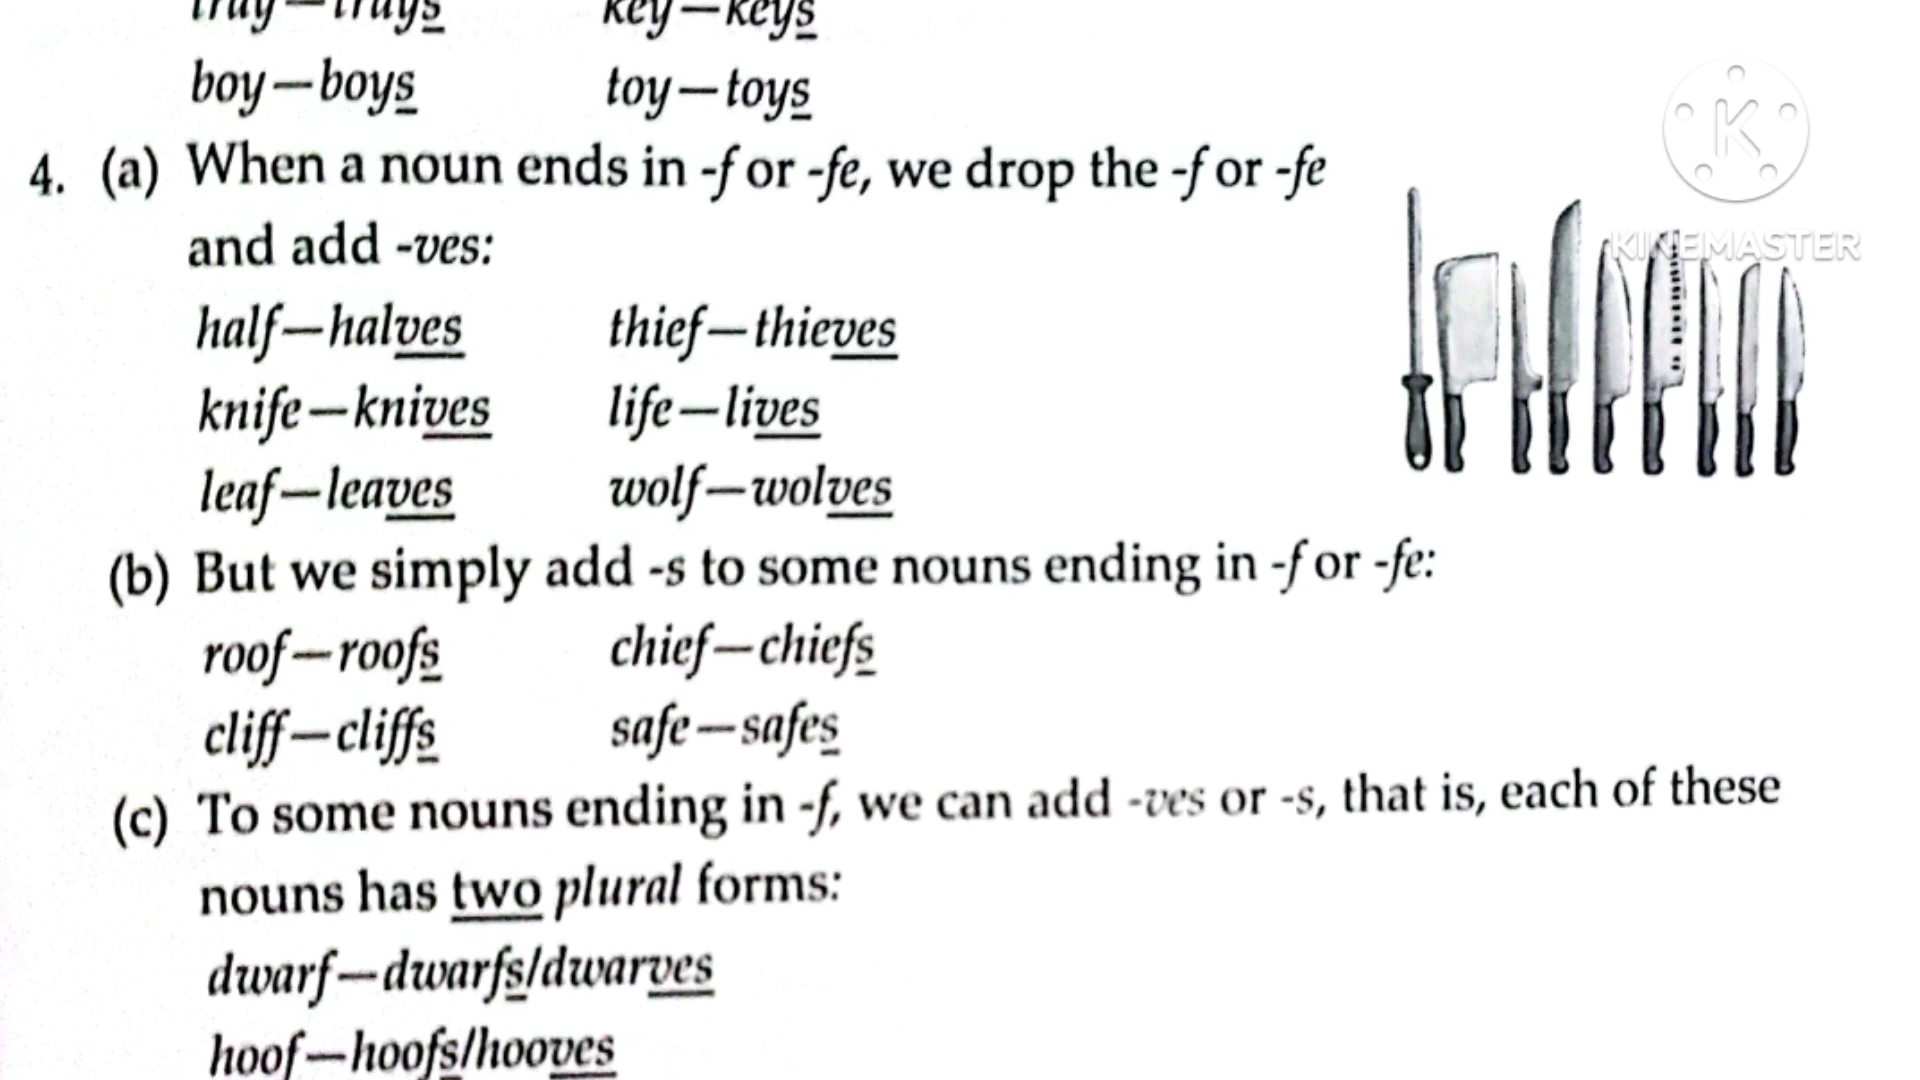 tray—trays key—keys
boy—boys toy—toys
4. (a) When a noun ends in -f or -fe, we drop the -f or -fe
and add -ves:
half—halves thief—thieves
knife—knives life—lives
leaf—leaves wolf—wolves
(b) But we simply add -s to some nouns ending in -f or -fe:
roof—roofs chief—chiefs
cliff—cliffs safe—safes
(c) To some nouns ending in -f, we can add -ves or -s, that is, each of these
nouns has two plural forms:
dwarf—dwarfs/dwarves
hoof—hoofs/hooves
K
KINEMASTER